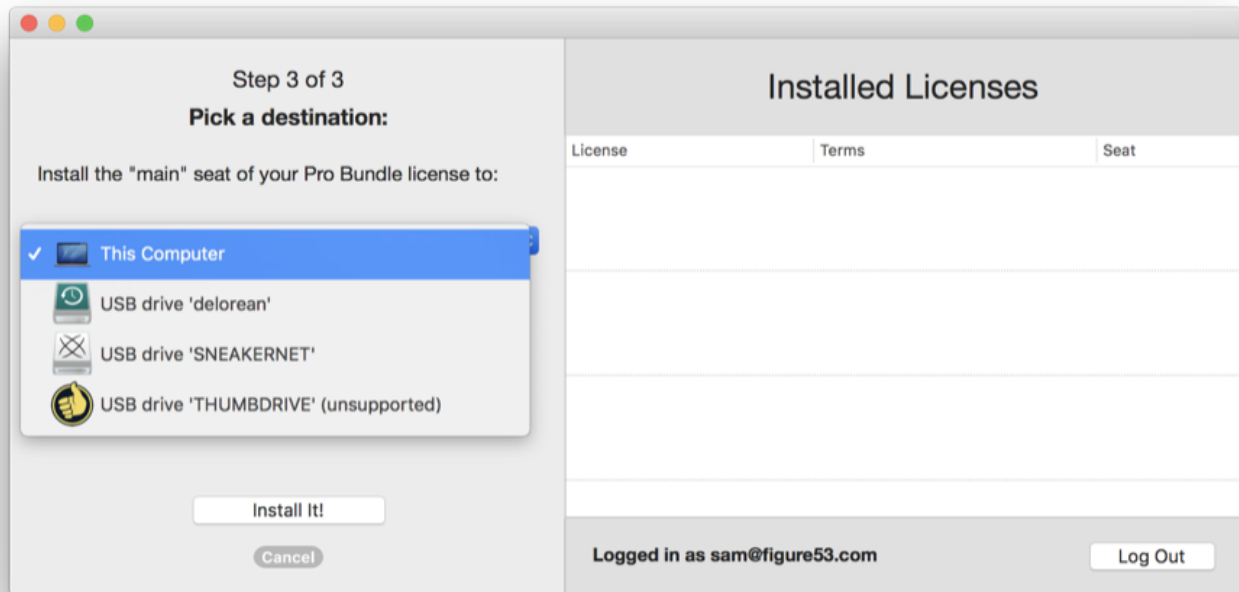 Step 3 of 3
Pick a destination:
Install the "main" seat of your Pro Bundle license to:
This Computer
USB drive 'delorean'
USB drive 'SNEAKERNET'
USB drive 'THUMBDRIVE' (unsupported)
Install It!
Cancel
Installed Licenses
License Terms Seat
Logged in as sam@figure53.com
Log Out